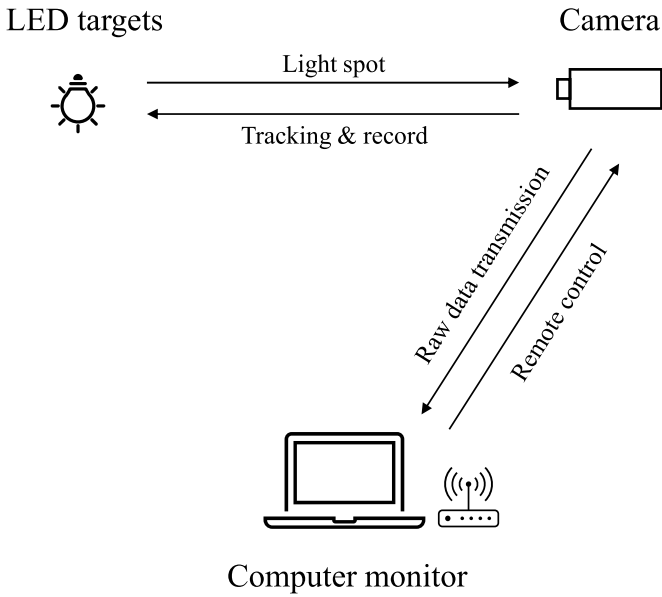 LED targets
Camera
Light spot
Tracking & record
Raw data transmission
Remote control
Computer monitor